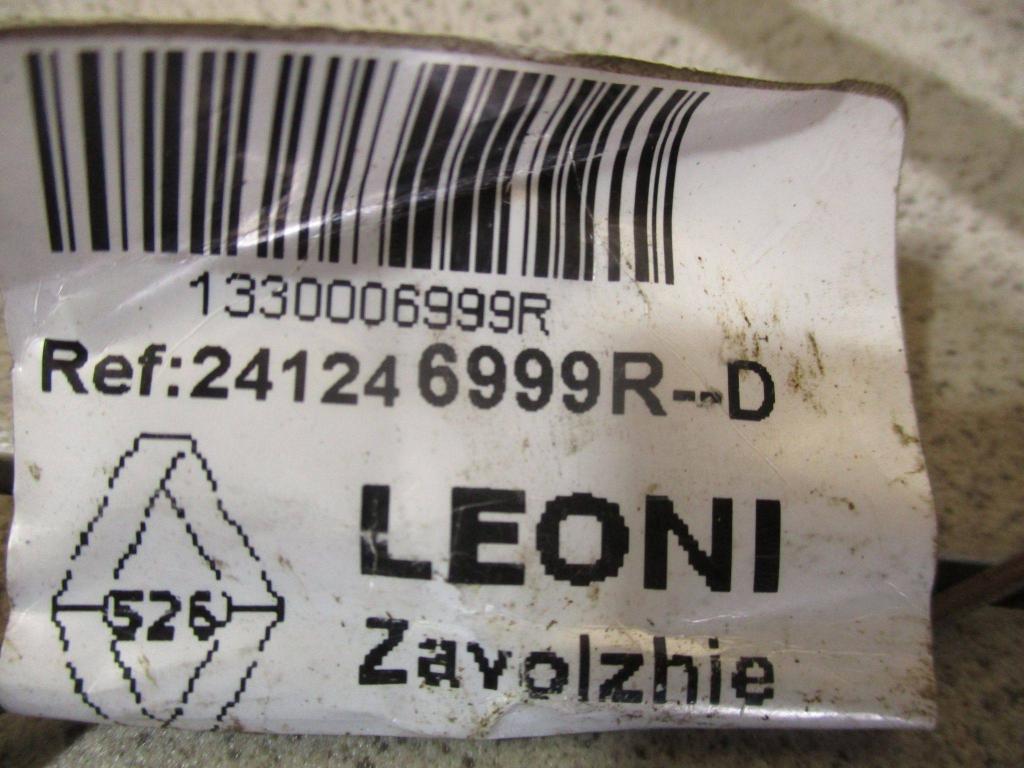 1330006999R
Ref:241246999R--D
LEONI
526
Zavolzhie